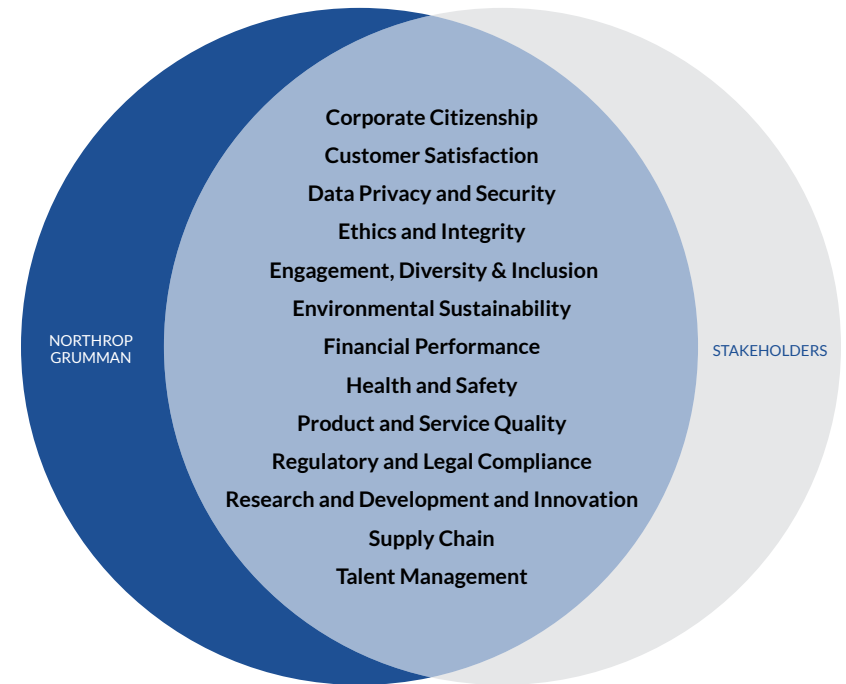 Corporate Citizenship
Customer Satisfaction
Data Privacy and Security
Ethics and Integrity
Engagement, Diversity & Inclusion
Environmental Sustainability
Financial Performance
Health and Safety
Product and Service Quality
Regulatory and Legal Compliance
Research and Development and Innovation
Supply Chain
Talent Management
NORTHROP
GRUMMAN
STAKEHOLDERS